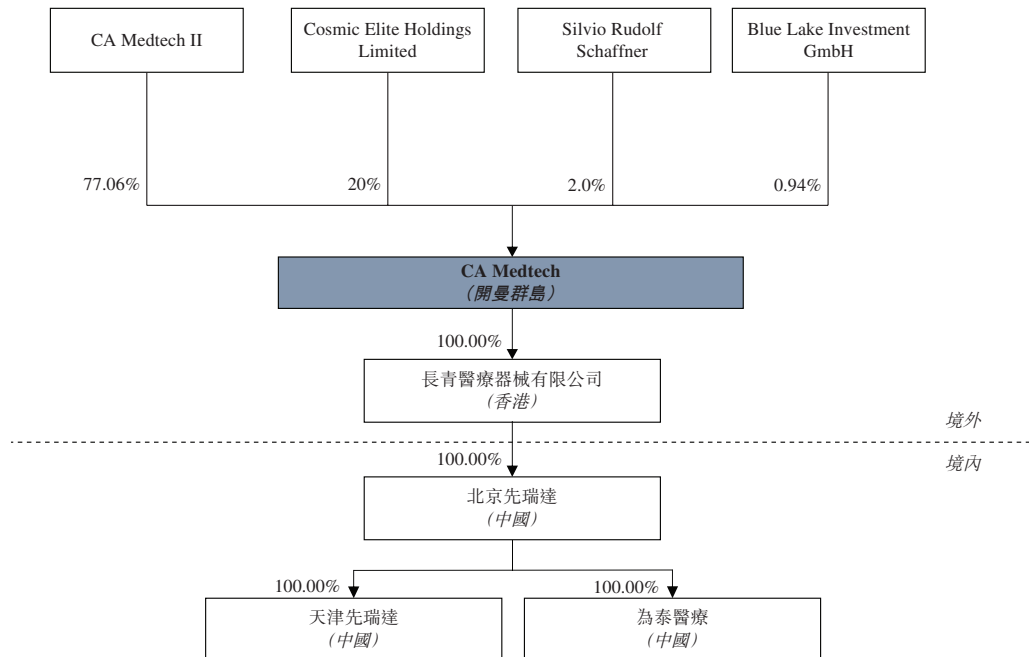 CA Medtech II
Cosmic Elite Holdings
Limited
Silvio Rudolf
Schaffner
Blue Lake Investment
GmbH
77.06%
20%
2.0%
0.94%
CA Medtech
(開曼群島)
100.00%
長青醫療器械有限公司
(香港)
境外
境內
100.00%
北京先瑞達
(中國)
100.00%
100.00%
天津先瑞達
(中國)
為泰醫療
(中國)